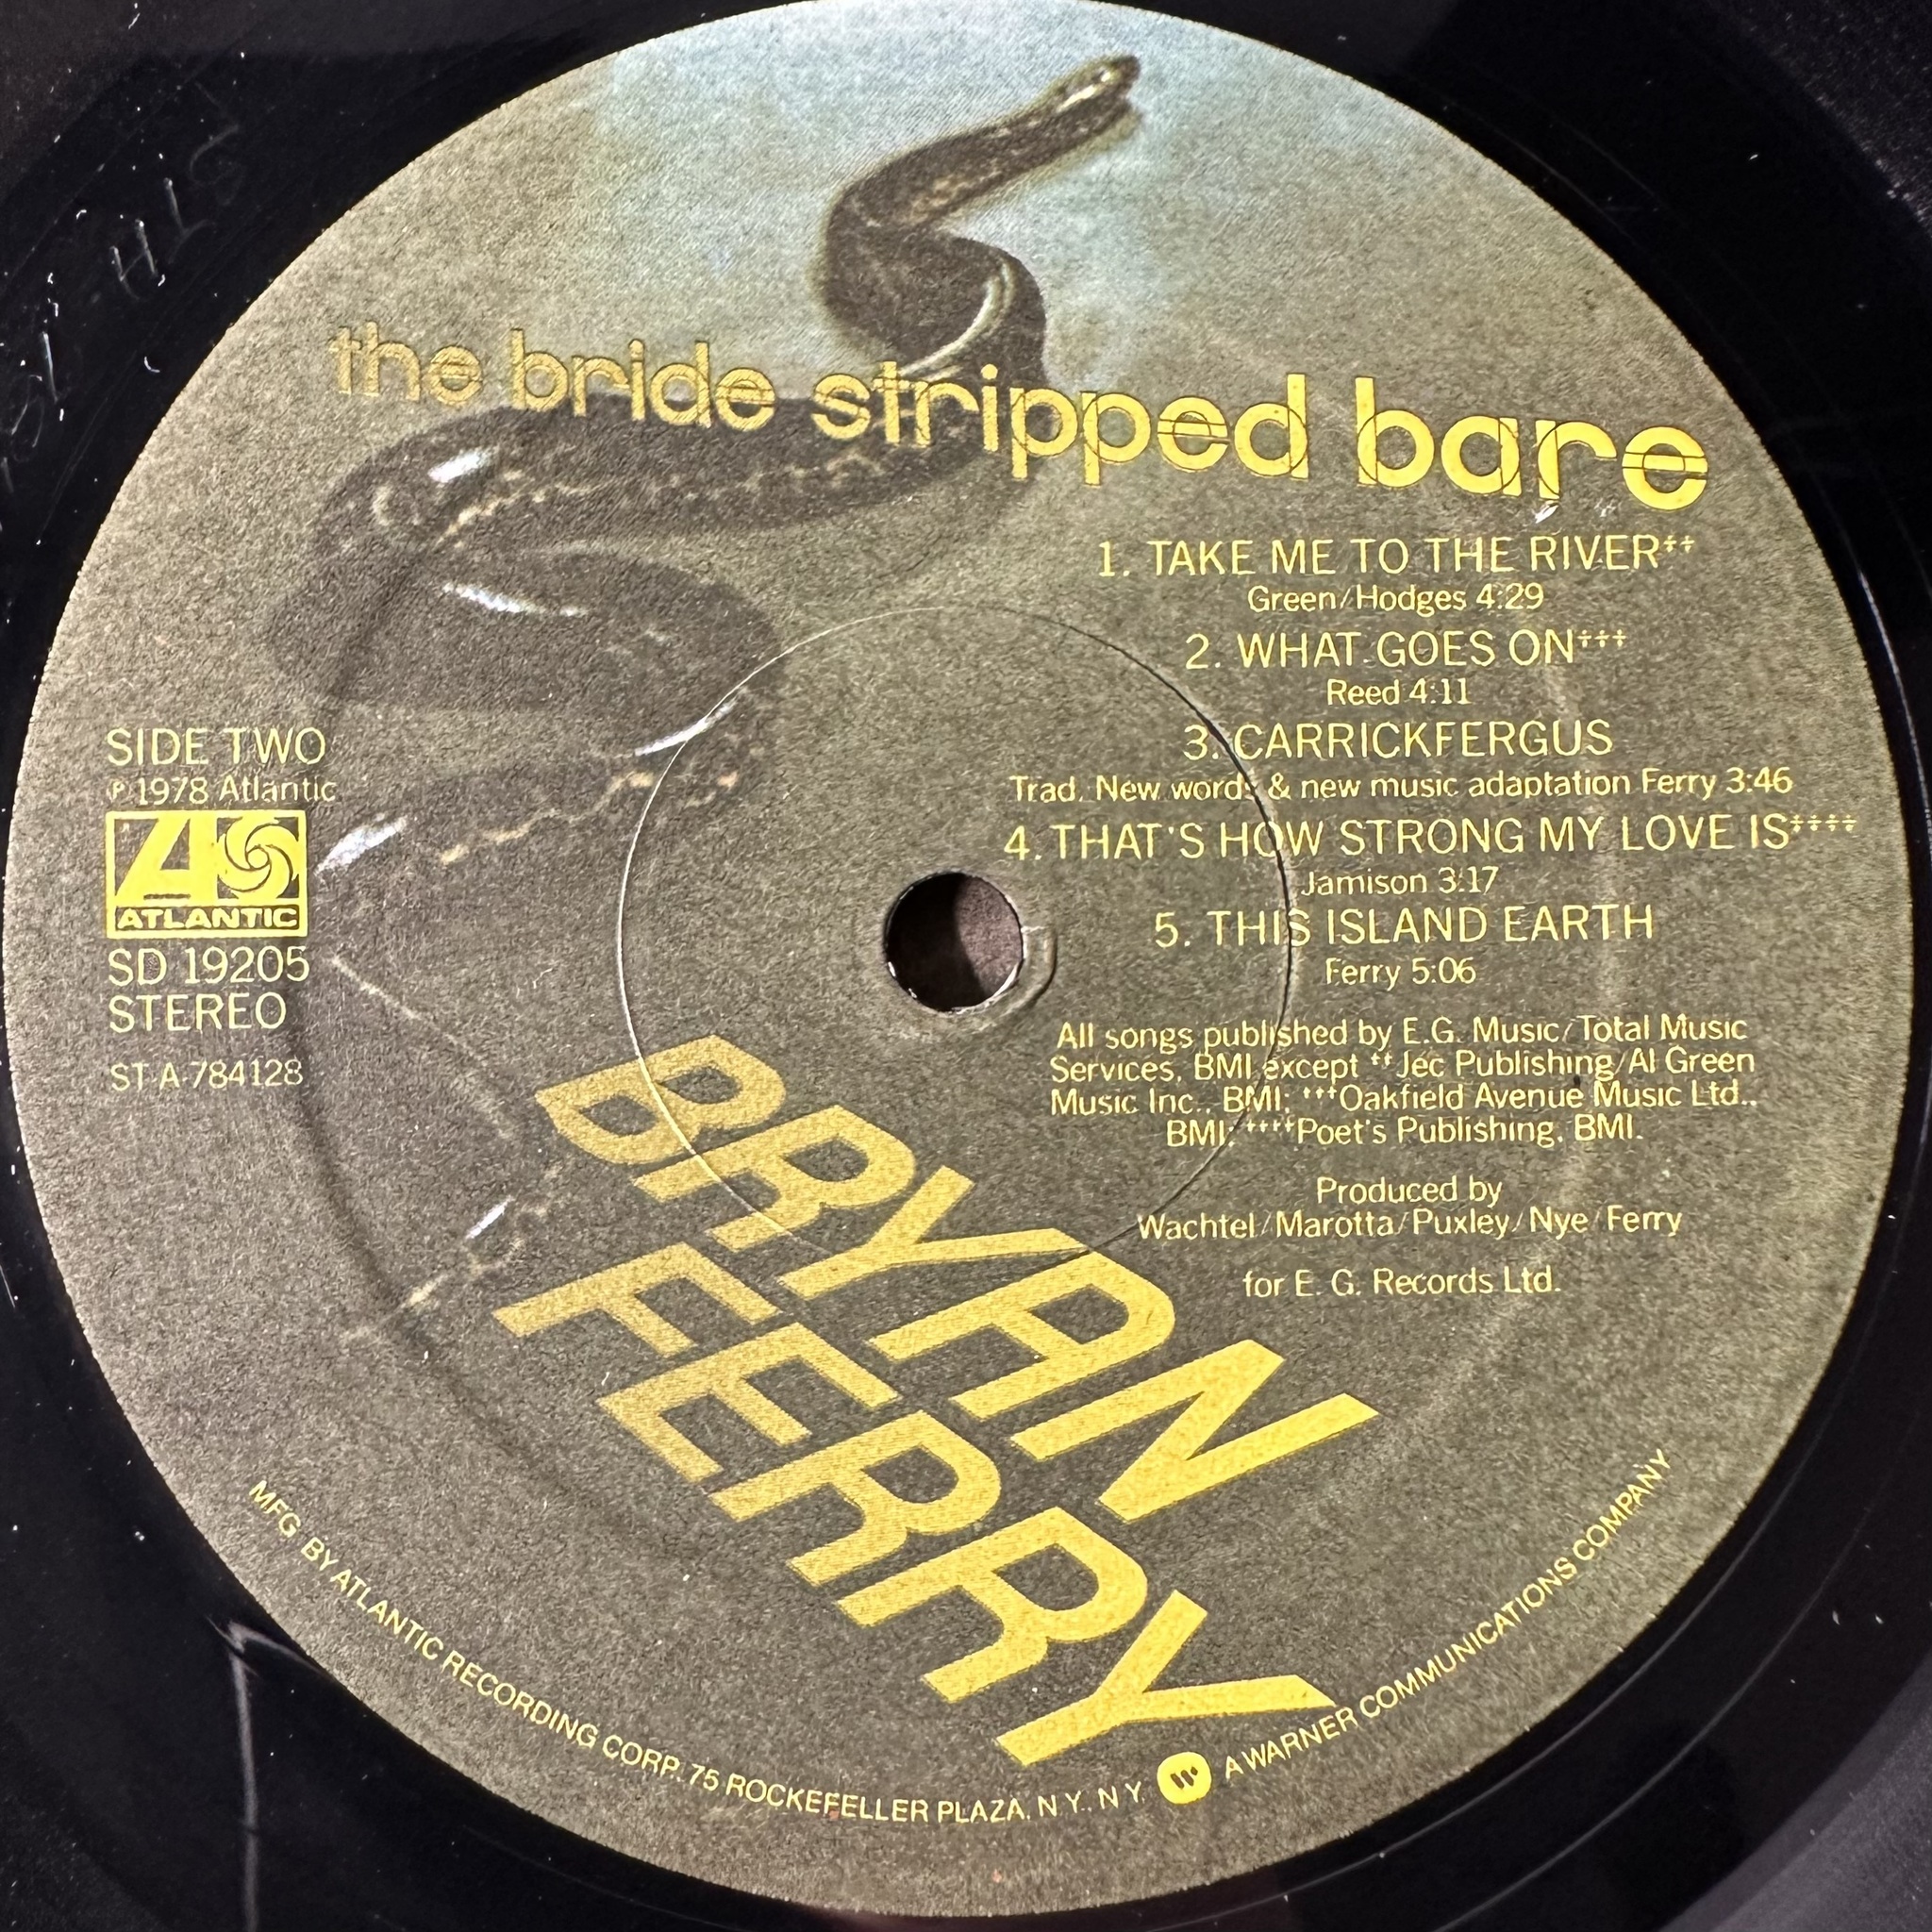 the bride stripped bare
1. TAKE ME TO THE RIVER‡‡
Green/Hodges 4:29
2. WHAT GOES ON‡‡‡
Reed 4:11
3. CARRICKFERGUS
Trad. New words & new music adaptation Ferry 3:46
4. THAT'S HOW STRONG MY LOVE IS‡‡‡‡
Jamison 3:17
5. THIS ISLAND EARTH
Ferry 5:06
SIDE TWO
℗ 1978 Atlantic
ATLANTIC
SD 19205
STEREO
ST-A-784128
All songs published by E.G. Music/Total Music
Services, BMI except ‡‡Jec Publishing/Al Green
Music Inc., BMI; ‡‡‡Oakfield Avenue Music Ltd.,
BMI; ‡‡‡‡Poet's Publishing, BMI.
Produced by
Wachtel/Marotta/Puxley/Nye/Ferry
for E. G. Records Ltd.
BRYAN
FERRY
MFG. BY ATLANTIC RECORDING CORP. 75 ROCKEFELLER PLAZA, N.Y., N.Y. A WARNER COMMUNICATIONS COMPANY